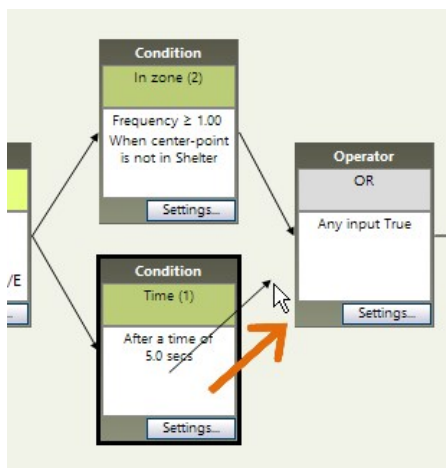 Condition
In zone (2)
Frequency ≥ 1.00
When center-point
is not in Shelter
Settings...
Operator
OR
Any input True
Settings...
/E
Condition
Time (1)
After a time of
5.0 secs
Settings...